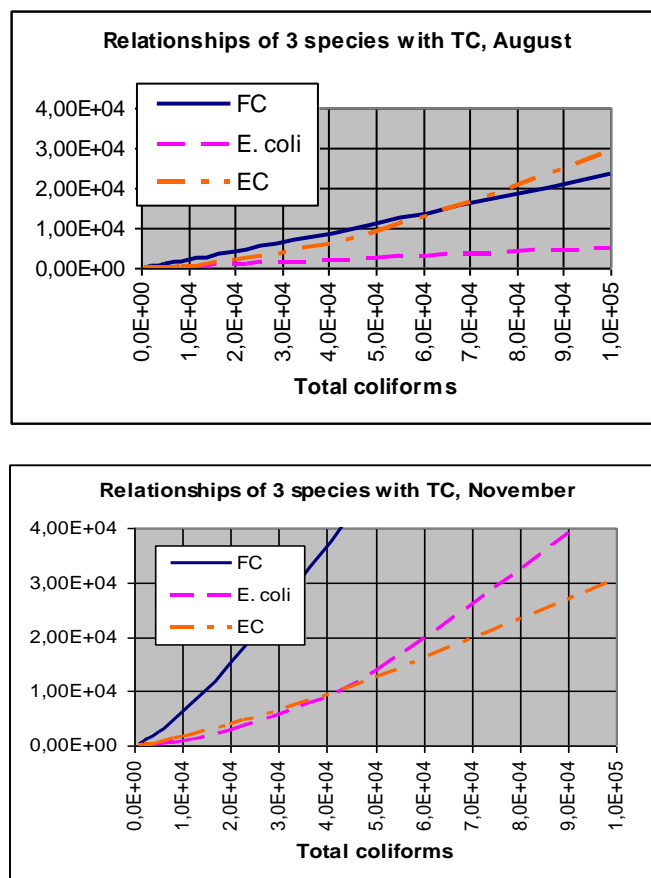 Relationships of 3 species with TC, August
4,00E+04
3,00E+04
2,00E+04
1,00E+04
0,00E+00
FC
E. coli
EC
0,0E+00
1,0E+04
2,0E+04
3,0E+04
4,0E+04
5,0E+04
6,0E+04
7,0E+04
8,0E+04
9,0E+04
1,0E+05
Total coliforms
Relationships of 3 species with TC, November
4,00E+04
3,00E+04
2,00E+04
1,00E+04
0,00E+00
FC
E. coli
EC
0,0E+00
1,0E+04
2,0E+04
3,0E+04
4,0E+04
5,0E+04
6,0E+04
7,0E+04
8,0E+04
9,0E+04
1,0E+05
Total coliforms